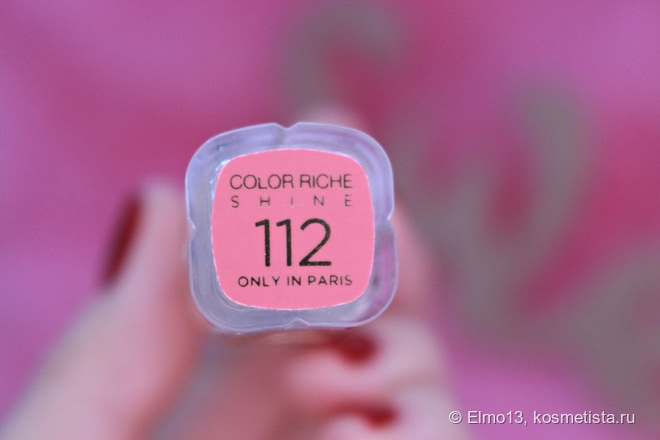 COLOR RICHE
SHINE
112
ONLY IN PARIS
© Elmo13, kosmetista.ru